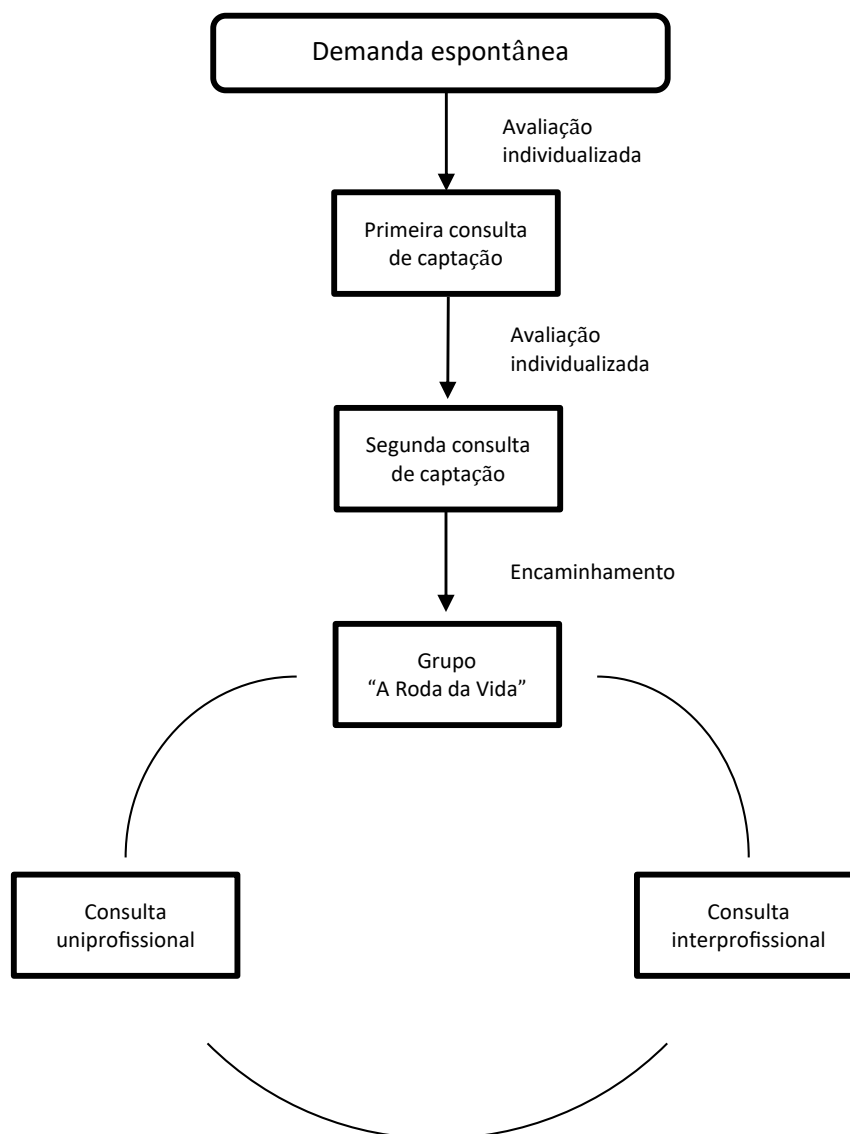 Demanda espontânea
Avaliação
individualizada
Primeira consulta
de captação
Avaliação
individualizada
Segunda consulta
de captação
Encaminhamento
Grupo
“A Roda da Vida”
Consulta
uniprofissional
Consulta
interprofissional